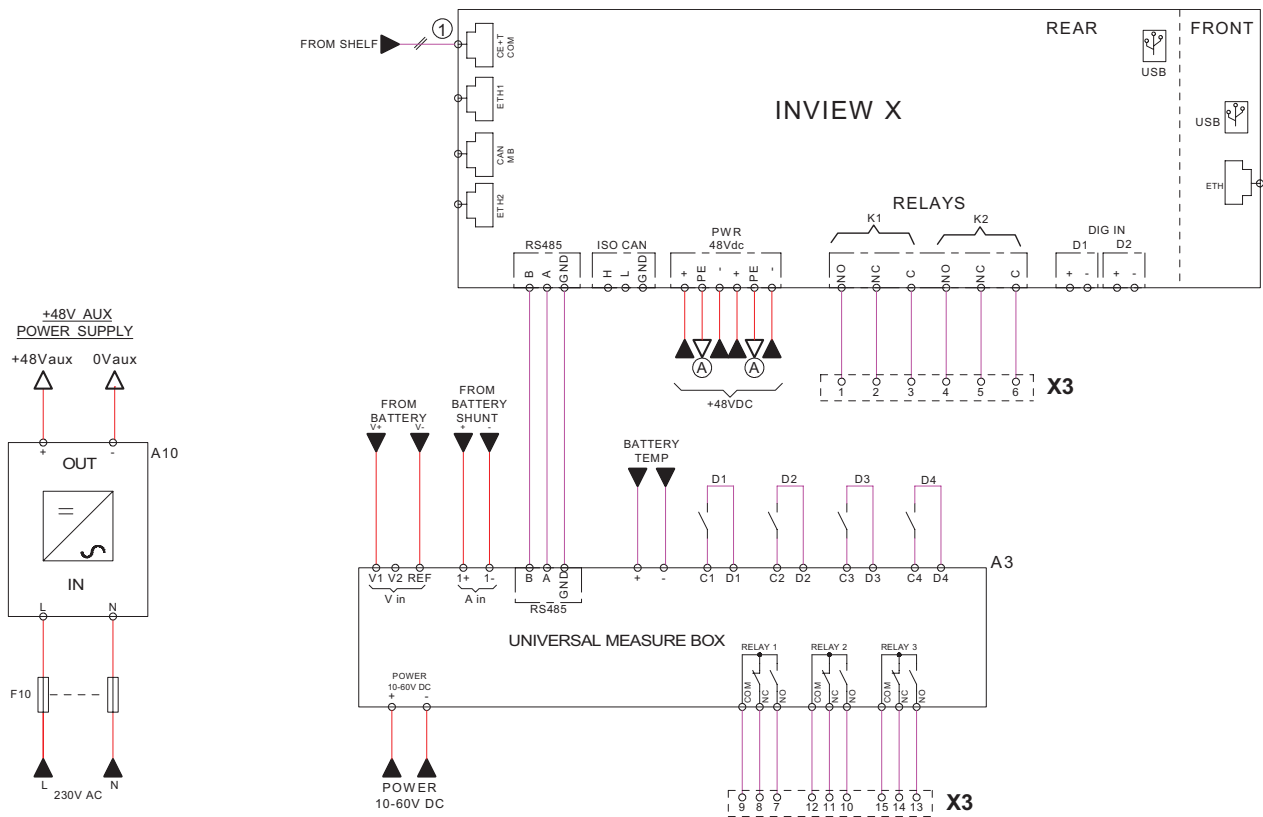 REAR
FRONT
1
FROM SHELF
CE+T
COM
USB
ETH1
INVIEW X
USB
CAN
MB
ETH
ETH2
RELAYS
K1
K2
RS485
ISO CAN
PWR
48Vdc
DIG IN
D1
D2
B
A
GND
H
L
GND
+
PE
-
+
PE
-
NO
NC
C
NO
NC
C
+
-
+
-
A
A
+48VDC
1
2
3
4
5
6
X3
+48V AUX
POWER SUPPLY
+48Vaux
0Vaux
+
-
A10
OUT
IN
L
N
F10
L
N
230V AC
FROM
BATTERY
V+
V-
FROM
BATTERY
SHUNT
+
-
BATTERY
TEMP
D1
D2
D3
D4
A3
V1
V2
REF
V in
1+
1-
A in
B
A
GND
RS485
+
-
C1
D1
C2
D2
C3
D3
C4
D4
UNIVERSAL MEASURE BOX
POWER
10-60V DC
+
-
RELAY 1
RELAY 2
RELAY 3
COM
NC
NO
COM
NC
NO
COM
NC
NO
POWER
10-60V DC
9
8
7
12
11
10
15
14
13
X3